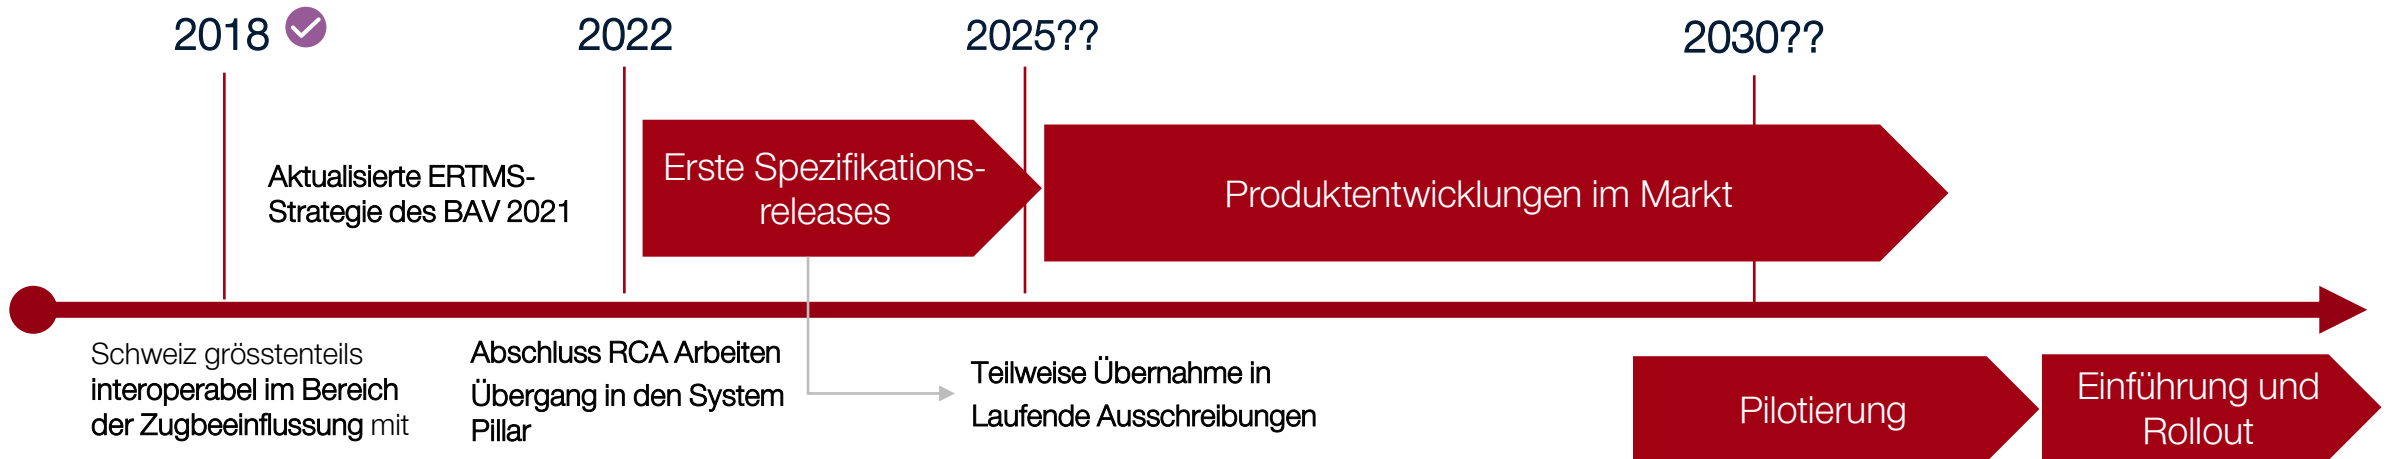 2018
2022
2025??
2030??
Aktualisierte ERTMS-
Strategie des BAV 2021
Erste Spezifikations-
releases
Produktentwicklungen im Markt
Schweiz grösstenteils
interoperabel im Bereich
der Zugbeeinflussung mit
Abschluss RCA Arbeiten
Übergang in den System
Pillar
Teilweise Übernahme in
Laufende Ausschreibungen
Pilotierung
Einführung und
Rollout